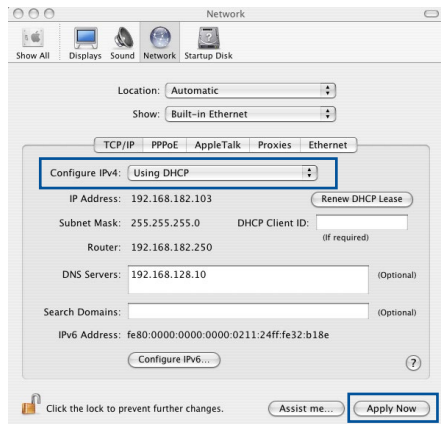 Network
Show All Displays Sound Network Startup Disk
Location: Automatic
Show: Built-in Ethernet
TCP/IP PPPoE AppleTalk Proxies Ethernet
Configure IPv4: Using DHCP
IP Address: 192.168.182.103 Renew DHCP Lease
Subnet Mask: 255.255.255.0 DHCP Client ID:
(If required)
Router: 192.168.182.250
DNS Servers: 192.168.128.10 (Optional)
Search Domains: (Optional)
IPv6 Address: fe80:0000:0000:0000:0211:24ff:fe32:b18e
Configure IPv6... ?
Click the lock to prevent further changes. Assist me... Apply Now